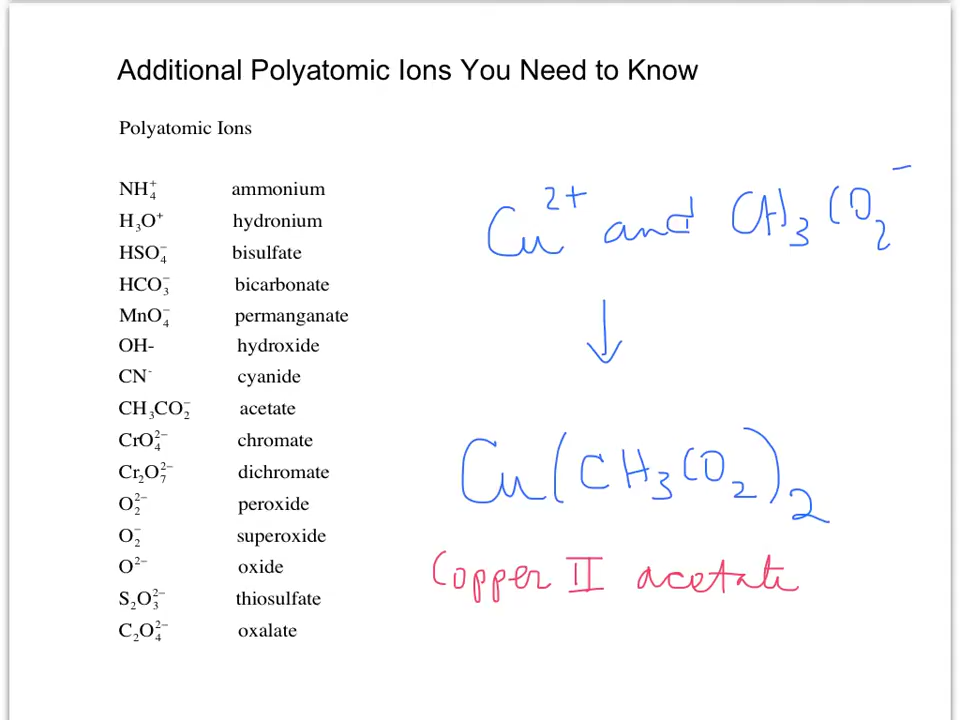 Additional Polyatomic Ions You Need to Know
Polyatomic Ions
NH₄⁺ ammonium
H₃O⁺ hydronium
HSO₄⁻ bisulfate
HCO₃⁻ bicarbonate
MnO₄⁻ permanganate
OH- hydroxide
CN⁻ cyanide
CH₃CO₂⁻ acetate
CrO₄²⁻ chromate
Cr₂O₇²⁻ dichromate
O₂²⁻ peroxide
O₂⁻ superoxide
O²⁻ oxide
S₂O₃²⁻ thiosulfate
C₂O₄²⁻ oxalate
Cu²⁺ and CH₃CO₂⁻
↓
Cu(CH₃CO₂)₂
Copper II acetate